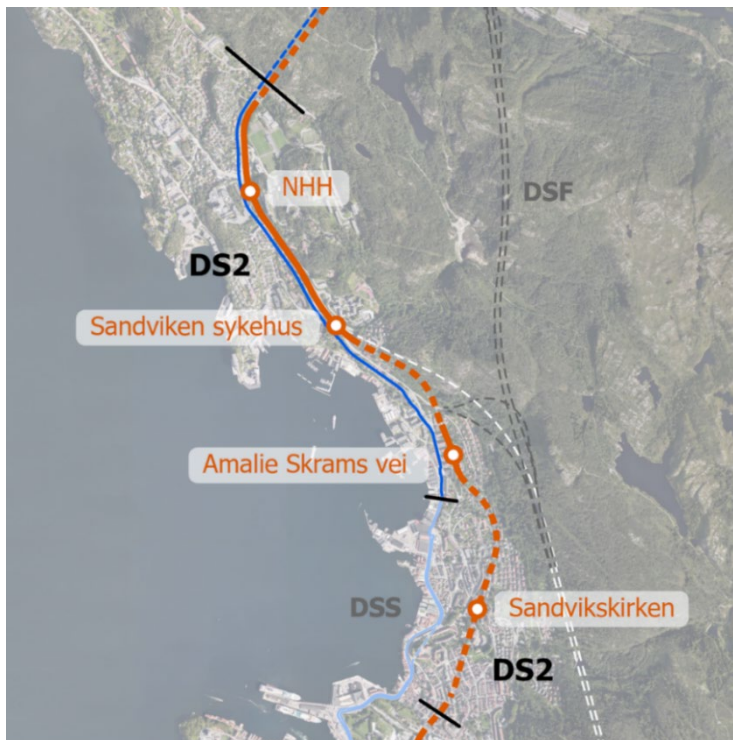 NHH
DSF
DS2
Sandviken sykehus
Amalie Skrams vei
DSS
Sandvikskirken
DS2